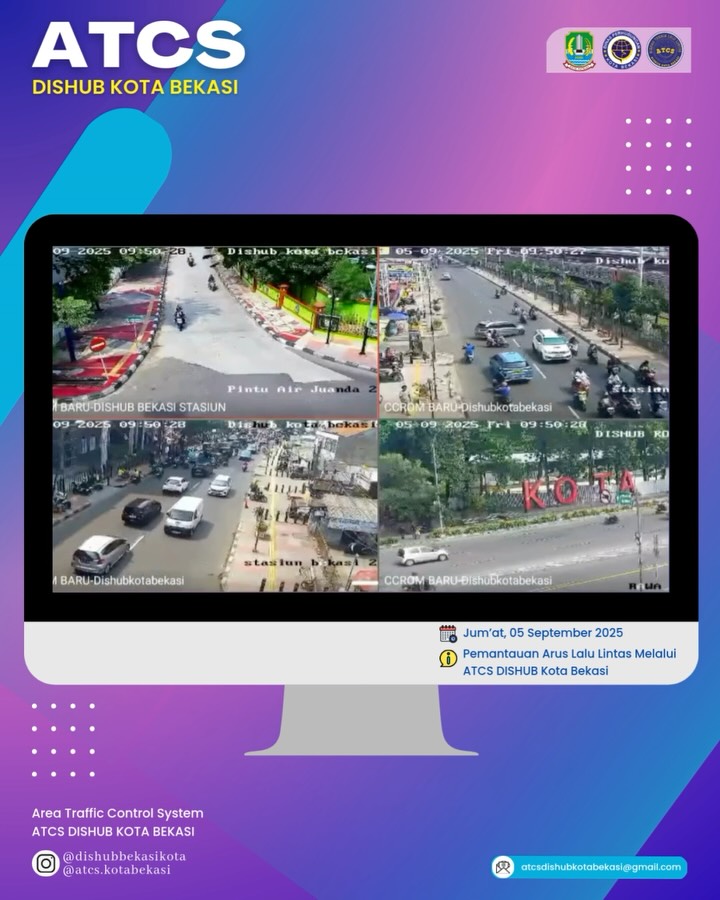 ATCS
DISHUB KOTA BEKASI
09-2025 09:50:28 Dishub kota bekasi
Pintu Air Juanda 2
BARU-DISHUB BEKASI STASIUN
05-09-2025 Fri 09:50:27
Dishub ko
stasiun
CCROM BARU-Dishubkotabekasi
09-2025 09:50:28 Dishub kota bekasi
stasiun bekasi 2
BARU-Dishubkotabekasi
05-09-2025 Fri 09:50:28
DISHUB KO
KOTA
RAWA
CCROM BARU-Dishubkotabekasi
Jum'at, 05 September 2025
Pemantauan Arus Lalu Lintas Melalui
ATCS DISHUB Kota Bekasi
Area Traffic Control System
ATCS DISHUB KOTA BEKASI
@dishubbekasikota
@atcs.kotabekasi
atcsdishubkotabekasi@gmail.com